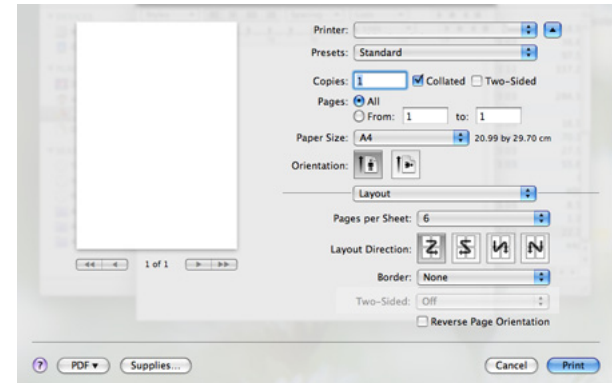 Printer:
Presets: Standard
Copies: 1 Collated Two-Sided
Pages: All
From: 1 to: 1
Paper Size: A4 20.99 by 29.70 cm
Orientation:
Layout
Pages per Sheet: 6
Layout Direction:
1 of 1
Border: None
Two-Sided: Off
Reverse Page Orientation
? PDF Supplies... Cancel Print